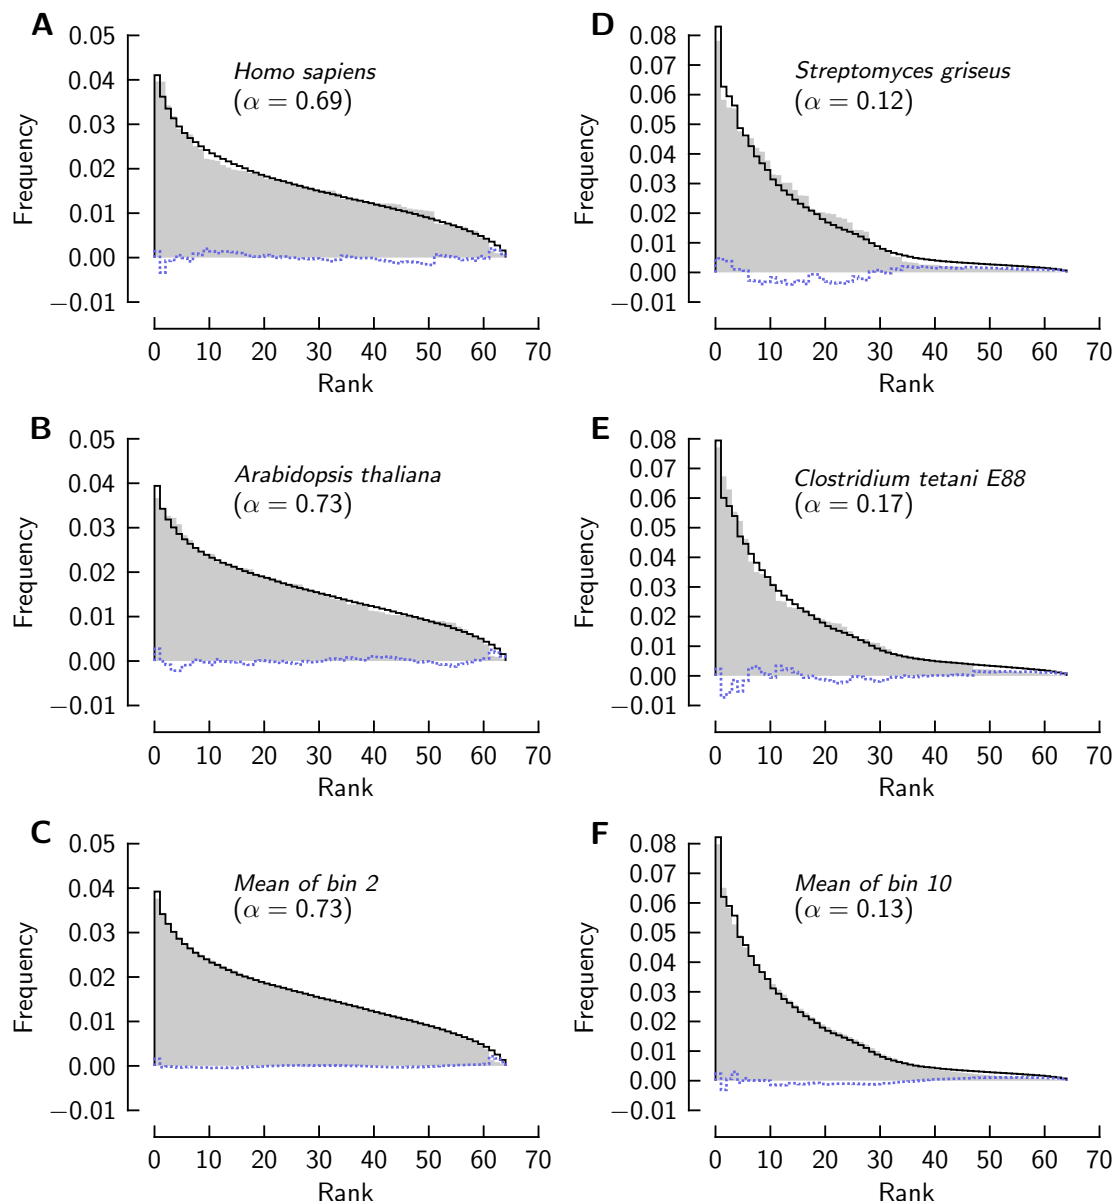 A
0.05
0.04
0.03
0.02
0.01
0.00
−0.01
Frequency
Homo sapiens
(α = 0.69)
0 10 20 30 40 50 60 70
Rank
D
0.08
0.07
0.06
0.05
0.04
0.03
0.02
0.01
0.00
−0.01
Frequency
Streptomyces griseus
(α = 0.12)
0 10 20 30 40 50 60 70
Rank
B
0.05
0.04
0.03
0.02
0.01
0.00
−0.01
Frequency
Arabidopsis thaliana
(α = 0.73)
0 10 20 30 40 50 60 70
Rank
E
0.08
0.07
0.06
0.05
0.04
0.03
0.02
0.01
0.00
−0.01
Frequency
Clostridium tetani E88
(α = 0.17)
0 10 20 30 40 50 60 70
Rank
C
0.05
0.04
0.03
0.02
0.01
0.00
−0.01
Frequency
Mean of bin 2
(α = 0.73)
0 10 20 30 40 50 60 70
Rank
F
0.08
0.07
0.06
0.05
0.04
0.03
0.02
0.01
0.00
−0.01
Frequency
Mean of bin 10
(α = 0.13)
0 10 20 30 40 50 60 70
Rank